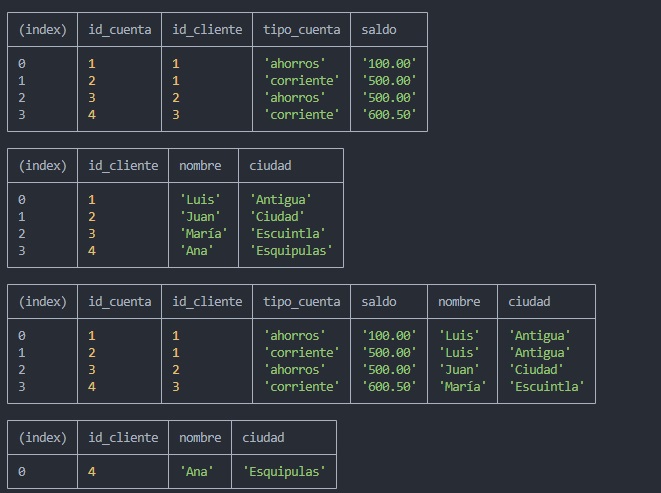 (index) id_cuenta id_cliente tipo_cuenta saldo
0 1 1 'ahorros' '100.00'
1 2 1 'corriente' '500.00'
2 3 2 'ahorros' '500.00'
3 4 3 'corriente' '600.50'
(index) id_cliente nombre ciudad
0 1 'Luis' 'Antigua'
1 2 'Juan' 'Ciudad'
2 3 'María' 'Escuintla'
3 4 'Ana' 'Esquipulas'
(index) id_cuenta id_cliente tipo_cuenta saldo nombre ciudad
0 1 1 'ahorros' '100.00' 'Luis' 'Antigua'
1 2 1 'corriente' '500.00' 'Luis' 'Antigua'
2 3 2 'ahorros' '500.00' 'Juan' 'Ciudad'
3 4 3 'corriente' '600.50' 'María' 'Escuintla'
(index) id_cliente nombre ciudad
0 4 'Ana' 'Esquipulas'